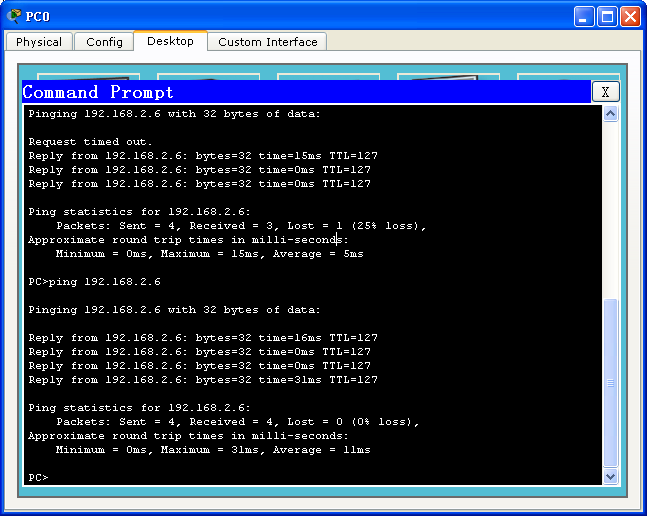 PC0
Physical Config Desktop Custom Interface
Command Prompt X
Pinging 192.168.2.6 with 32 bytes of data:
Request timed out.
Reply from 192.168.2.6: bytes=32 time=15ms TTL=127
Reply from 192.168.2.6: bytes=32 time=0ms TTL=127
Reply from 192.168.2.6: bytes=32 time=0ms TTL=127
Ping statistics for 192.168.2.6:
Packets: Sent = 4, Received = 3, Lost = 1 (25% loss),
Approximate round trip times in milli-seconds:
Minimum = 0ms, Maximum = 15ms, Average = 5ms
PC>ping 192.168.2.6
Pinging 192.168.2.6 with 32 bytes of data:
Reply from 192.168.2.6: bytes=32 time=16ms TTL=127
Reply from 192.168.2.6: bytes=32 time=0ms TTL=127
Reply from 192.168.2.6: bytes=32 time=0ms TTL=127
Reply from 192.168.2.6: bytes=32 time=31ms TTL=127
Ping statistics for 192.168.2.6:
Packets: Sent = 4, Received = 4, Lost = 0 (0% loss),
Approximate round trip times in milli-seconds:
Minimum = 0ms, Maximum = 31ms, Average = 11ms
PC>